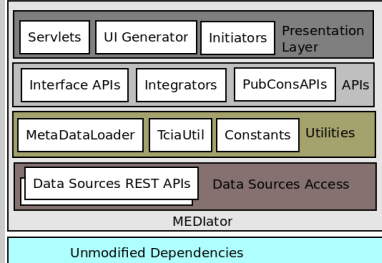 Servlets
UI Generator
Initiators
Presentation
Layer
Interface APIs
Integrators
PubConsAPIs
APIs
MetaDataLoader
TciaUtil
Constants
Utilities
Data Sources REST APIs
Data Sources Access
MEDIator
Unmodified Dependencies